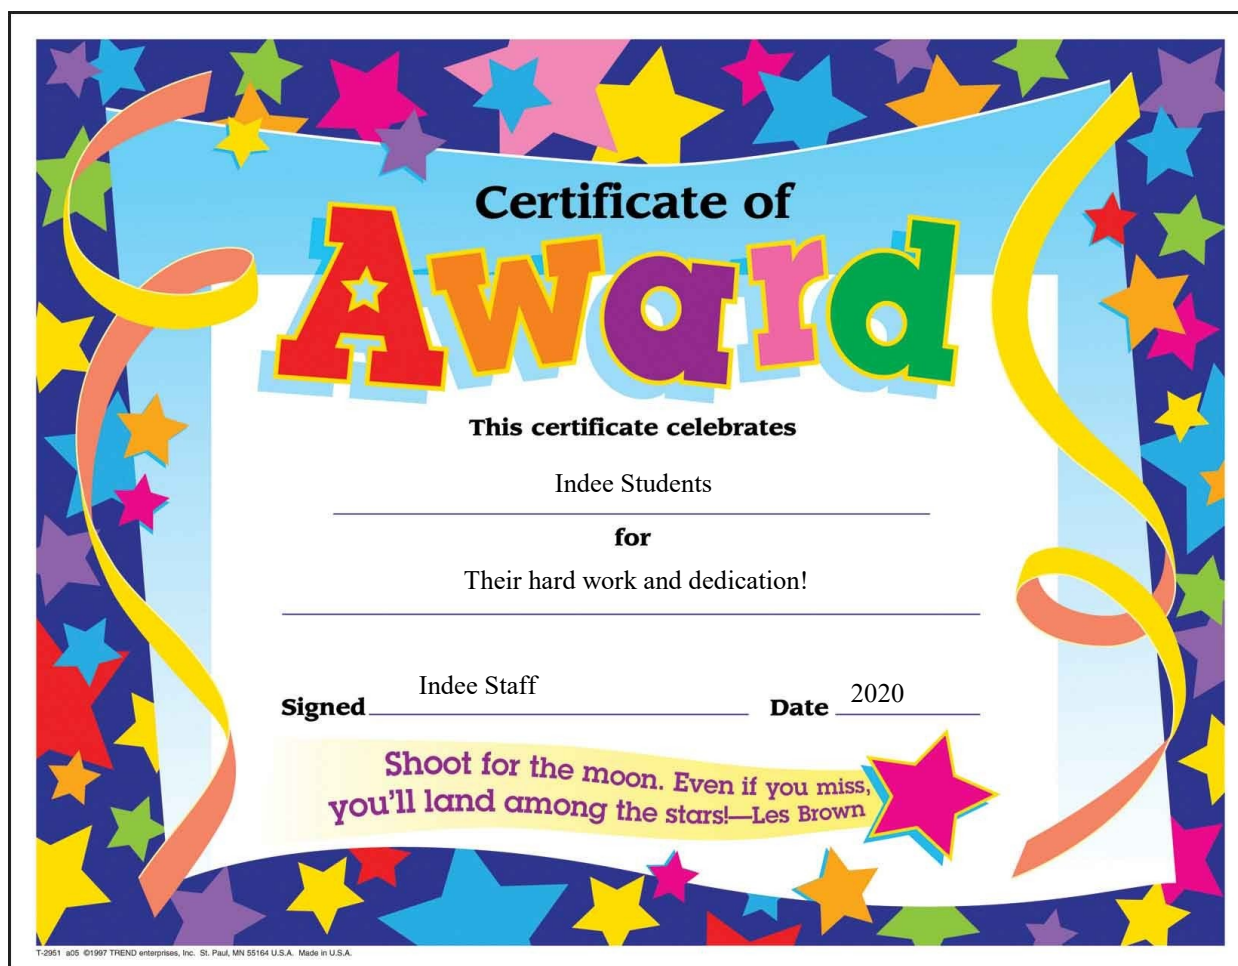 Certificate of
Award
This certificate celebrates
Indee Students
for
Their hard work and dedication!
Signed Indee Staff Date 2020
Shoot for the moon. Even if you miss,
you'll land among the stars!—Les Brown
T-2951 a05 ©1997 TREND enterprises, Inc. St. Paul, MN 55164 U.S.A. Made in U.S.A.